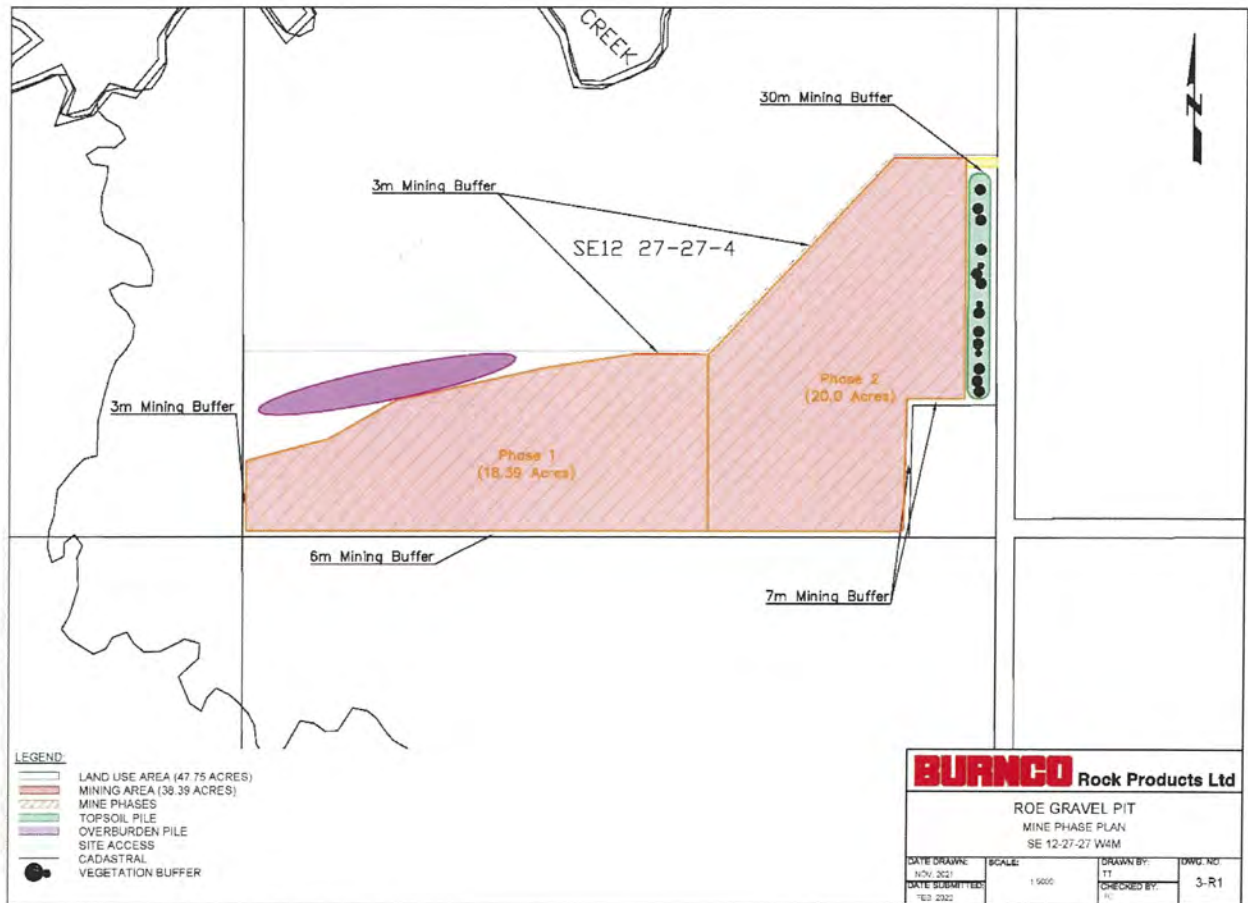 CREEK
30m Mining Buffer
N
3m Mining Buffer
SE12 27-27-4
3m Mining Buffer
Phase 2
(20.0 Acres)
Phase 1
(18.39 Acres)
6m Mining Buffer
7m Mining Buffer
LEGEND:
LAND USE AREA (47.75 ACRES)
MINING AREA (38.39 ACRES)
MINE PHASES
TOPSOIL PILE
OVERBURDEN PILE
SITE ACCESS
CADASTRAL
VEGETATION BUFFER
BURNCO Rock Products Ltd
ROE GRAVEL PIT
MINE PHASE PLAN
SE 12-27-27 W4M
DATE DRAWN: SCALE: DRAWN BY: DWG. NO.
NOV. 2021 1:5000 TT 3-R1
DATE SUBMITTED: CHECKED BY:
FEB. 2022